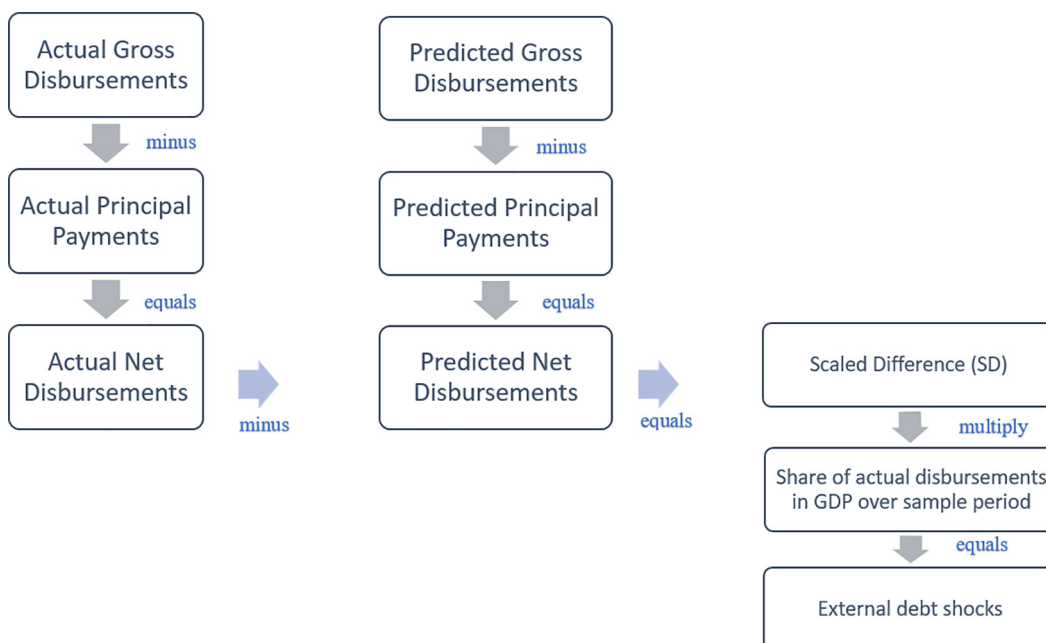 Actual Gross
Disbursements
minus
Actual Principal
Payments
equals
Actual Net
Disbursements
minus
Predicted Gross
Disbursements
minus
Predicted Principal
Payments
equals
Predicted Net
Disbursements
equals
Scaled Difference (SD)
multiply
Share of actual disbursements
in GDP over sample period
equals
External debt shocks